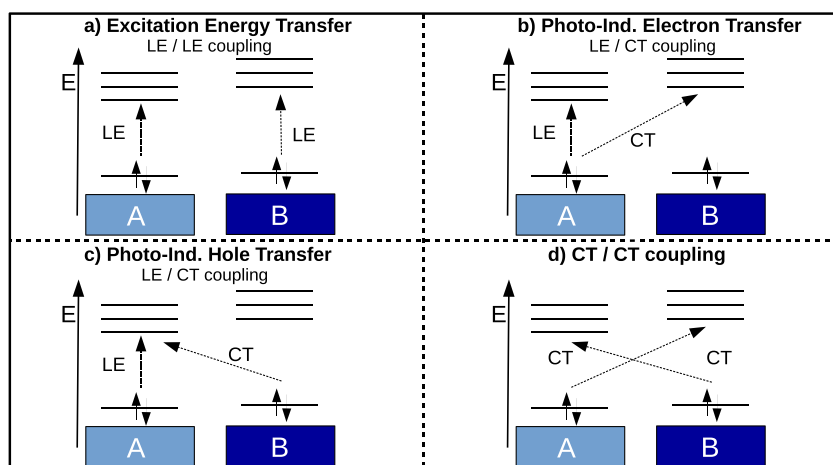 a) Excitation Energy Transfer
LE / LE coupling
E
LE
LE
A
B
b) Photo-Ind. Electron Transfer
LE / CT coupling
E
LE
CT
A
B
c) Photo-Ind. Hole Transfer
LE / CT coupling
E
LE
CT
A
B
d) CT / CT coupling
E
CT
CT
A
B